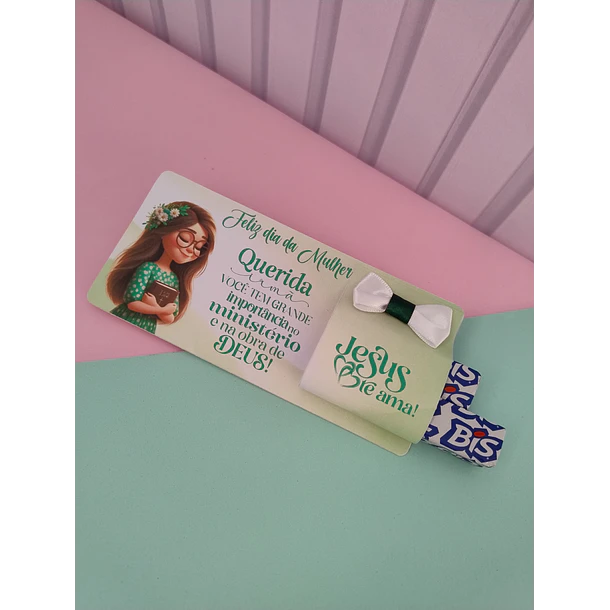 Feliz dia da Mulher
Querida
irmã
VOCÊ TEM GRANDE
importância no
ministério
e na obra de
DEUS!
Jesus
te ama!
BIS
BIS